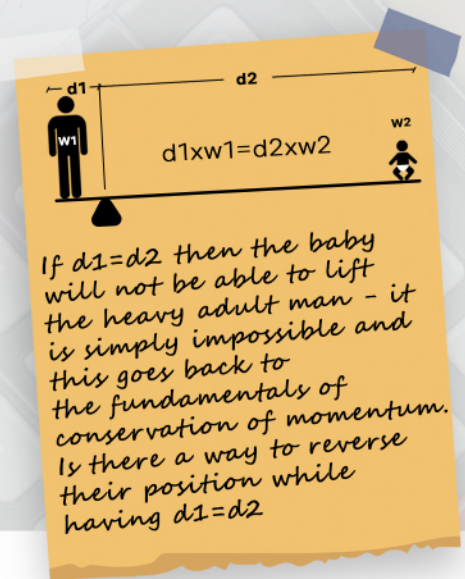 d1
d2
W1
W2
d1xw1=d2xw2
If d1=d2 then the baby
will not be able to lift
the heavy adult man - it
is simply impossible and
this goes back to
the fundamentals of
conservation of momentum.
Is there a way to reverse
their position while
having d1=d2